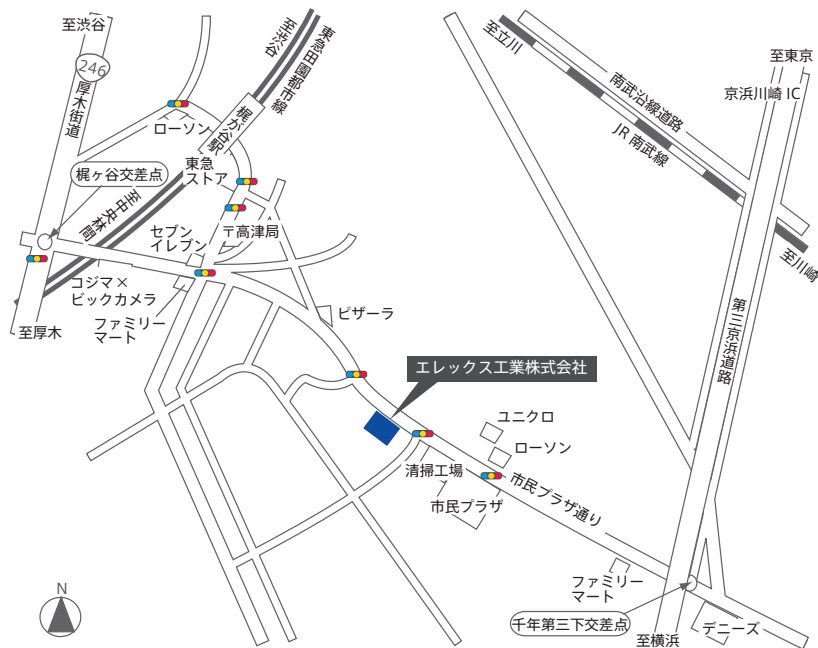 至渋谷
246
厚木街道
至渋谷
東急田園都市線
梶が谷駅
ローソン
東急
ストア
梶ヶ谷交差点
至中央林間
セブン
イレブン
〒高津局
コジマ×
ビックカメラ
ファミリー
マート
至厚木
ピザーラ
至立川
南武沿線道路
JR 南武線
至東京
京浜川崎 IC
至川崎
第三京浜道路
エレックス工業株式会社
ユニクロ
ローソン
清掃工場
市民プラザ
市民プラザ通り
ファミリー
マート
千年第三下交差点
デニーズ
至横浜
N